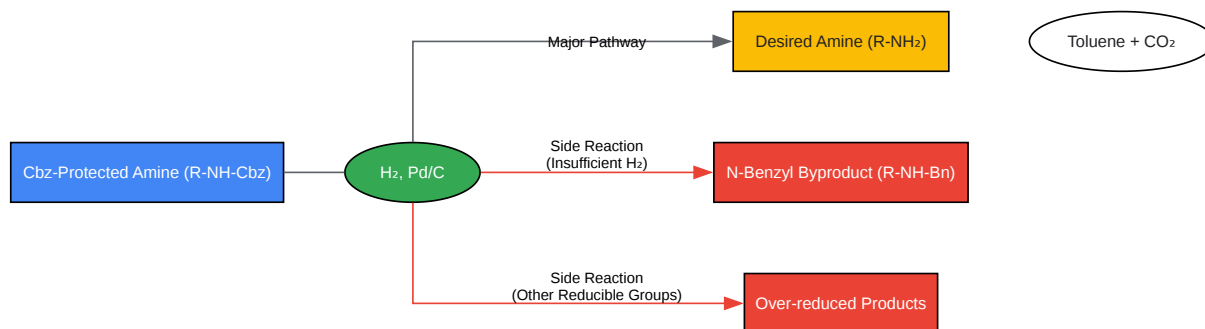 Major Pathway
Desired Amine (R-NH₂)
Toluene + CO₂
Cbz-Protected Amine (R-NH-Cbz)
H₂, Pd/C
Side Reaction
(Insufficient H₂)
N-Benzyl Byproduct (R-NH-Bn)
Side Reaction
(Other Reducible Groups)
Over-reduced Products